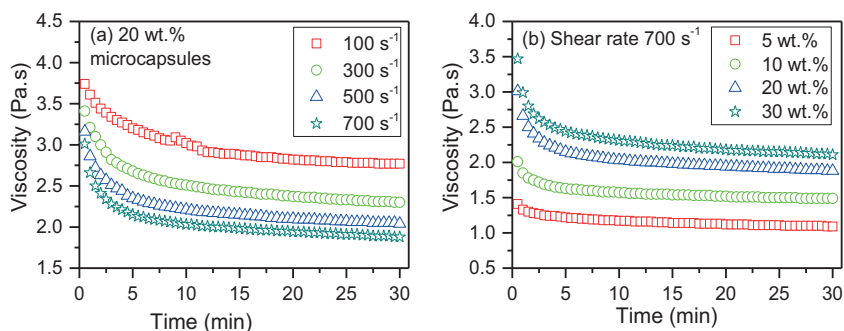 (a) 20 wt.%
microcapsules
100 s⁻¹
300 s⁻¹
500 s⁻¹
700 s⁻¹
Viscosity (Pa.s)
4.5
4.0
3.5
3.0
2.5
2.0
1.5
0 5 10 15 20 25 30
Time (min)
(b) Shear rate 700 s⁻¹
5 wt.%
10 wt.%
20 wt.%
30 wt.%
Viscosity (Pa.s)
4.0
3.5
3.0
2.5
2.0
1.5
1.0
0.5
0 5 10 15 20 25 30
Time (min)